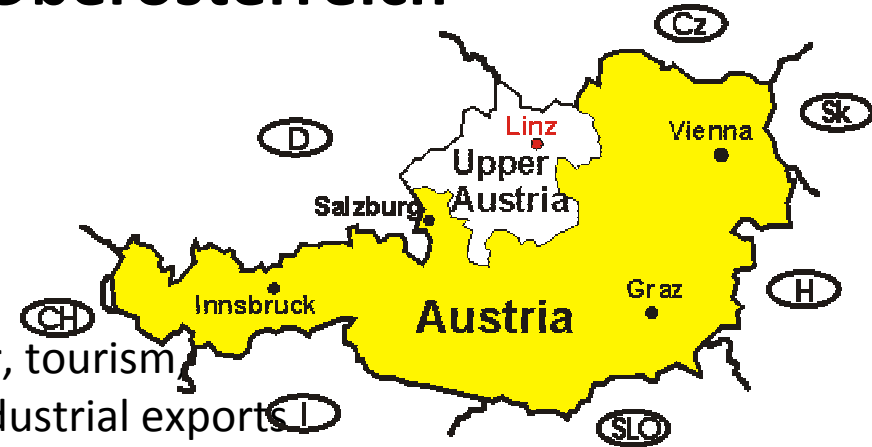 Oberösterreich
Cz
Sk
D
Linz
Vienna
Upper
Austria
Salzburg
Innsbruck
Graz
H
CH
Austria
, tourism,
dustrial exports
I
SLO